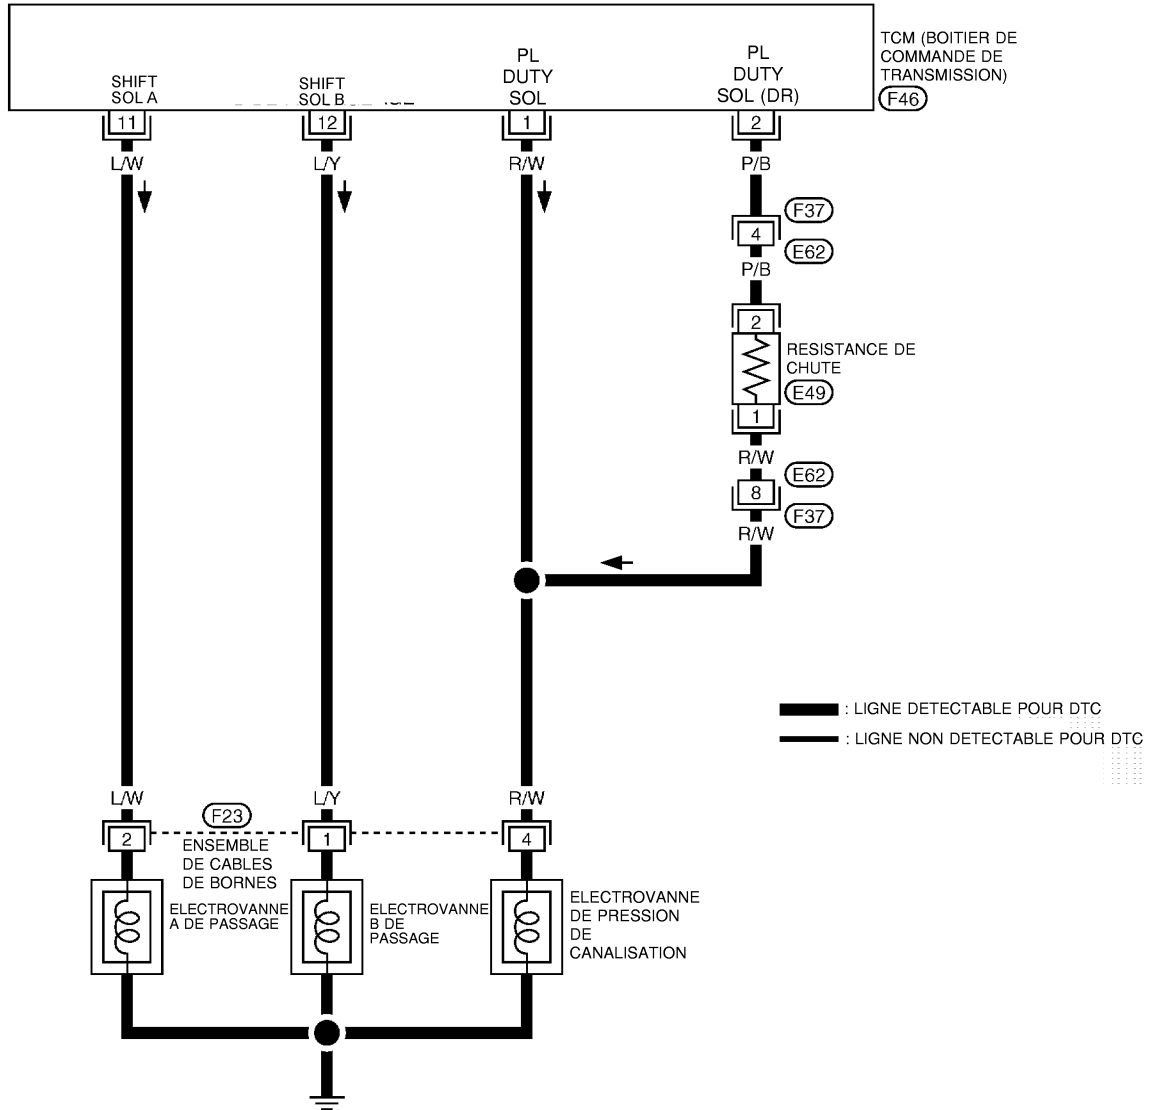 TCM (BOITIER DE
COMMANDE DE
TRANSMISSION)
F46
SHIFT
SOL A
SHIFT
SOL B
PL
DUTY
SOL
PL
DUTY
SOL (DR)
11
12
1
2
L/W
L/Y
R/W
P/B
F37
4
E62
P/B
2
RESISTANCE DE
CHUTE
E49
1
R/W
E62
8
F37
R/W
: LIGNE DETECTABLE POUR DTC
: LIGNE NON DETECTABLE POUR DTC
L/W
L/Y
R/W
F23
2
1
4
ENSEMBLE
DE CABLES
DE BORNES
ELECTROVANNE
A DE PASSAGE
ELECTROVANNE
B DE
PASSAGE
ELECTROVANNE
DE PRESSION
DE
CANALISATION